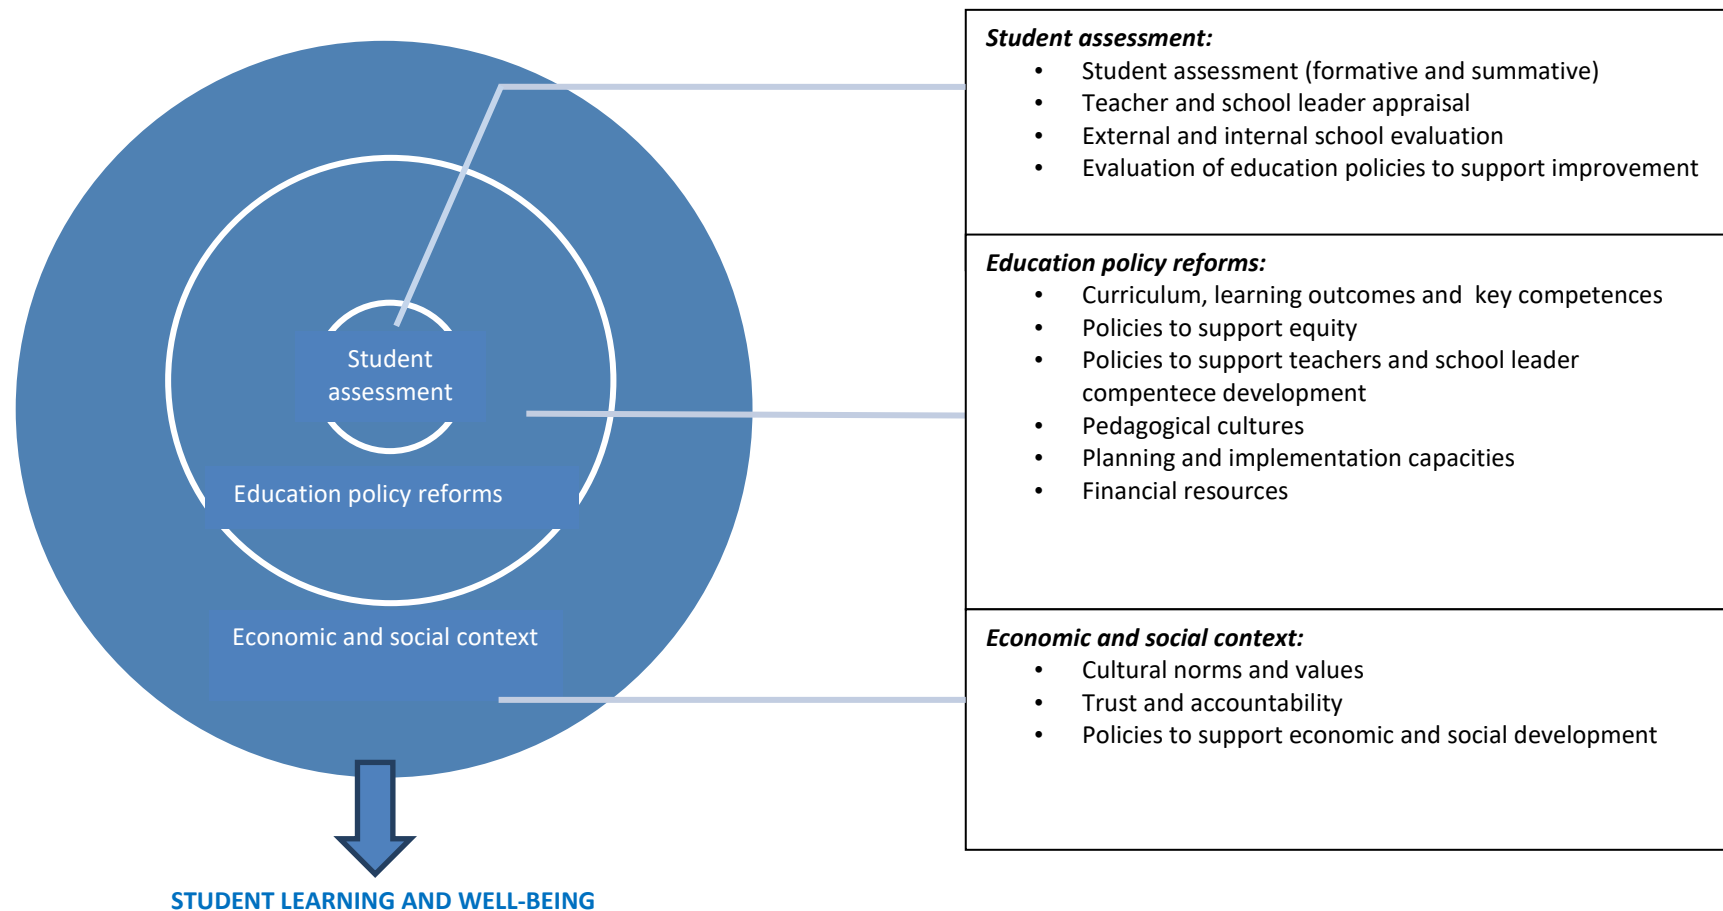 Student
assessment
Education policy reforms
Economic and social context
STUDENT LEARNING AND WELL-BEING
Student assessment:
• Student assessment (formative and summative)
• Teacher and school leader appraisal
• External and internal school evaluation
• Evaluation of education policies to support improvement
Education policy reforms:
• Curriculum, learning outcomes and  key competences
• Policies to support equity
• Policies to support teachers and school leader
compentece development
• Pedagogical cultures
• Planning and implementation capacities
• Financial resources
Economic and social context:
• Cultural norms and values
• Trust and accountability
• Policies to support economic and social development